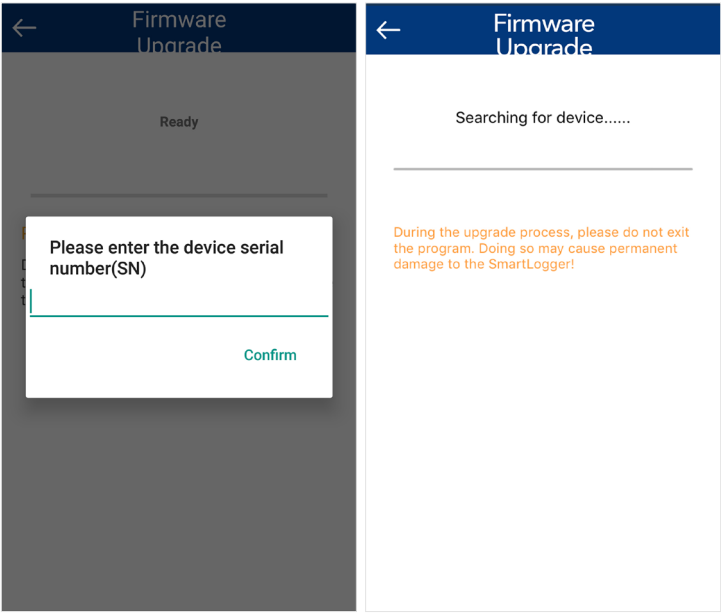 Firmware
Upgrade
Ready
Please enter the device serial
number(SN)
Confirm
Firmware
Upgrade
Searching for device......
During the upgrade process, please do not exit
the program. Doing so may cause permanent
damage to the SmartLogger!